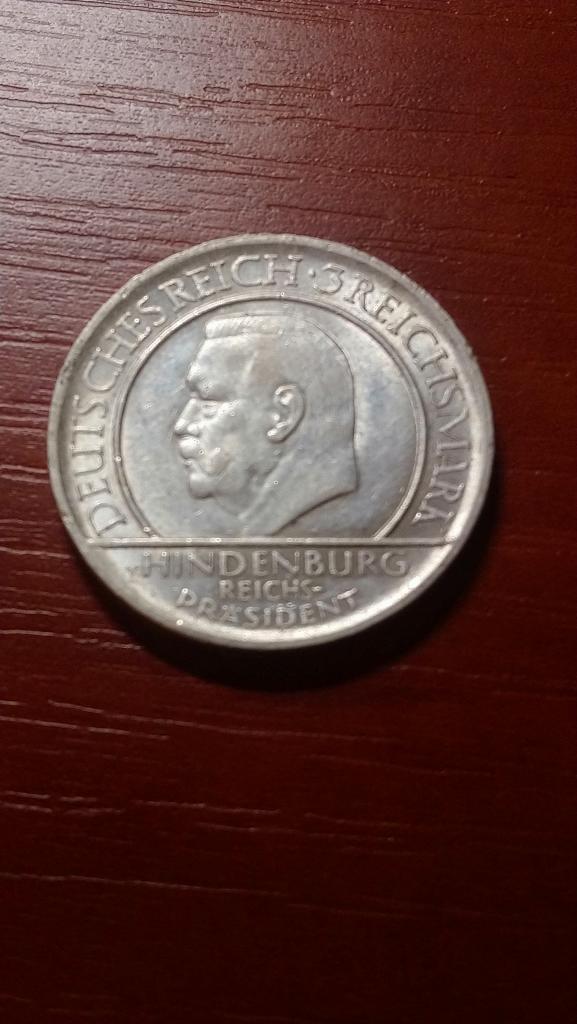 DEUTSCHES REICH · 3 REICHSMARK
V. HINDENBURG
REICHS-
PRÄSIDENT